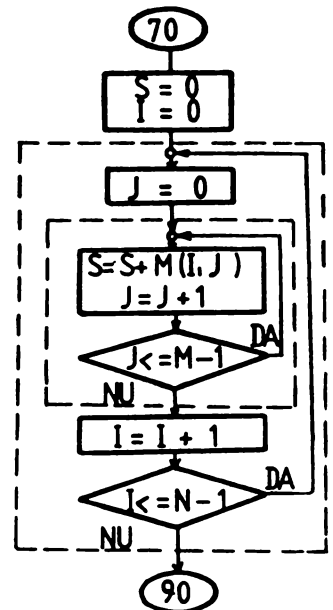 70
S = 0
I = 0
J = 0
S=S+M(I,J)
J=J+1
J<=M-1
DA
NU
I = I + 1
I<=N-1
DA
NU
90